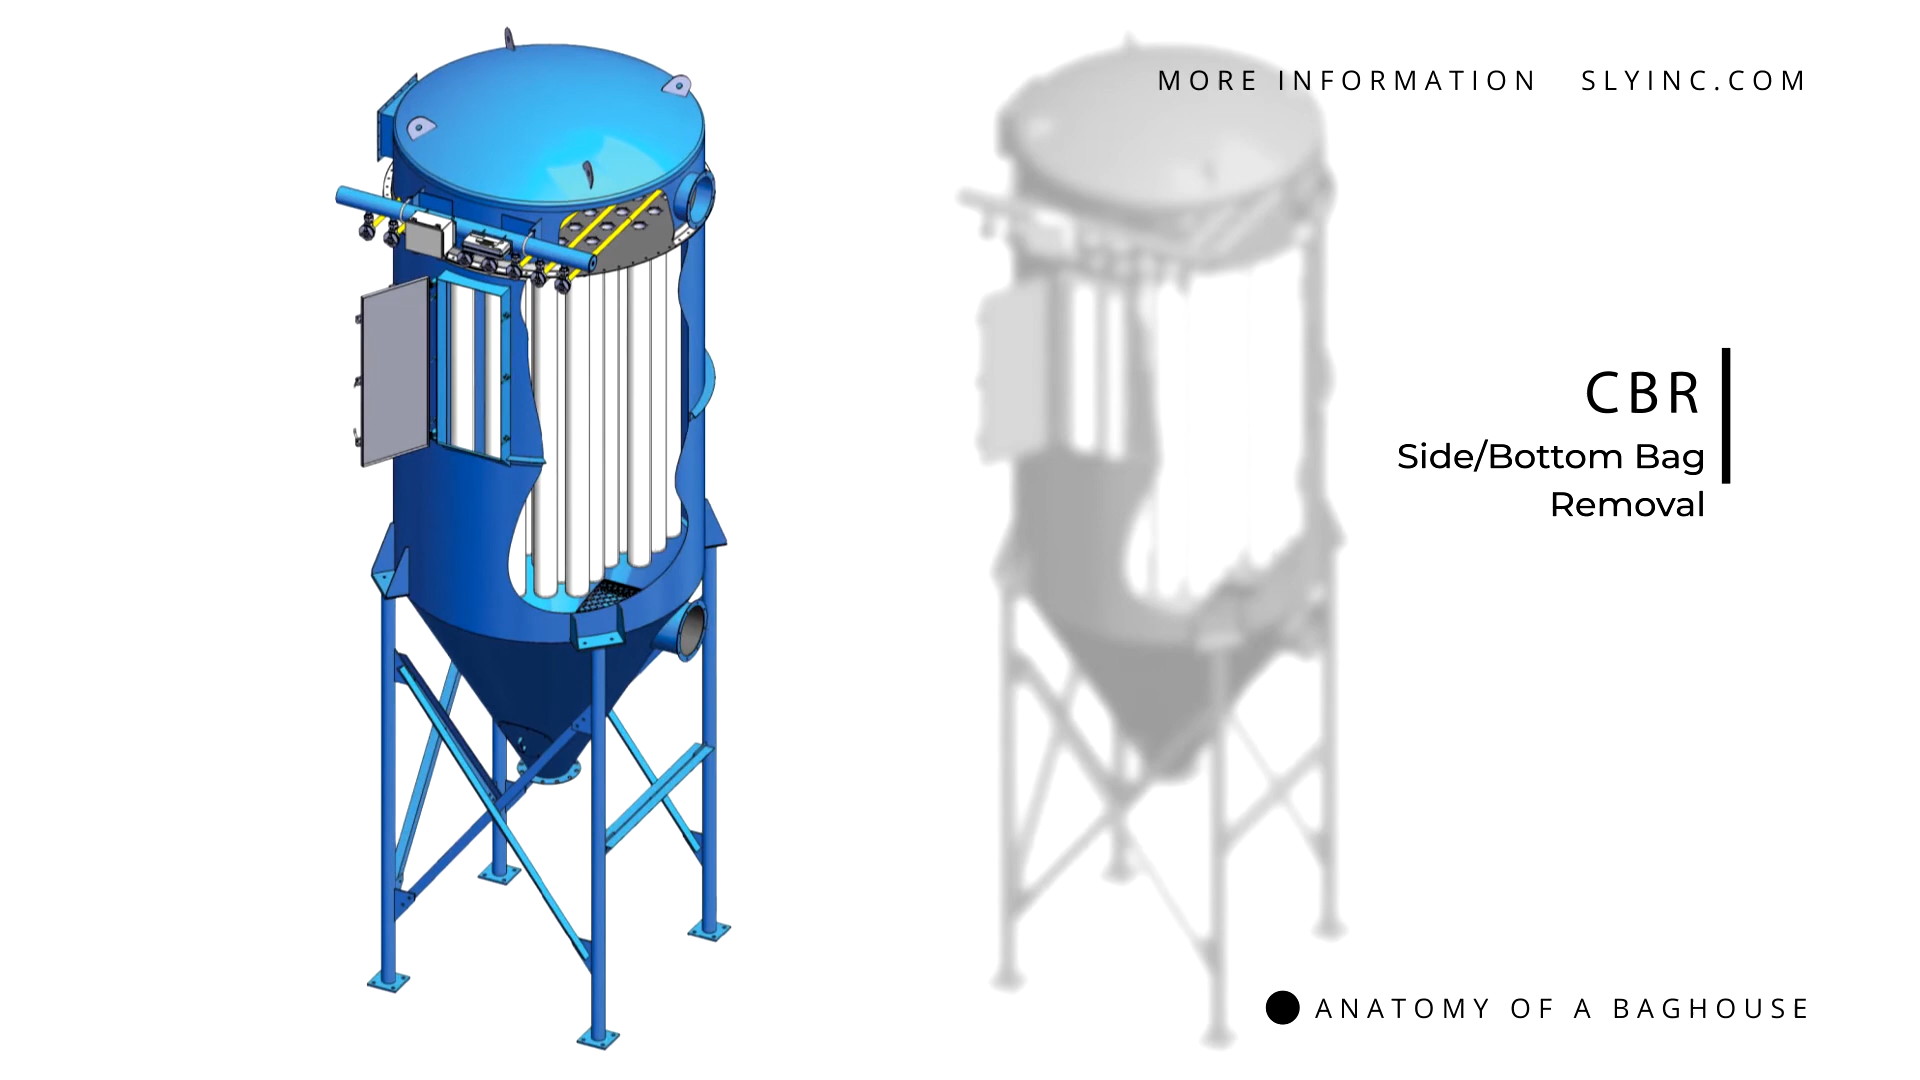 MORE INFORMATION SLYINC.COM
CBR
Side/Bottom Bag
Removal
ANATOMY OF A BAGHOUSE